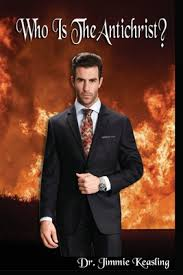 Who Is The Antichrist?
Dr. Jimmie Keasling